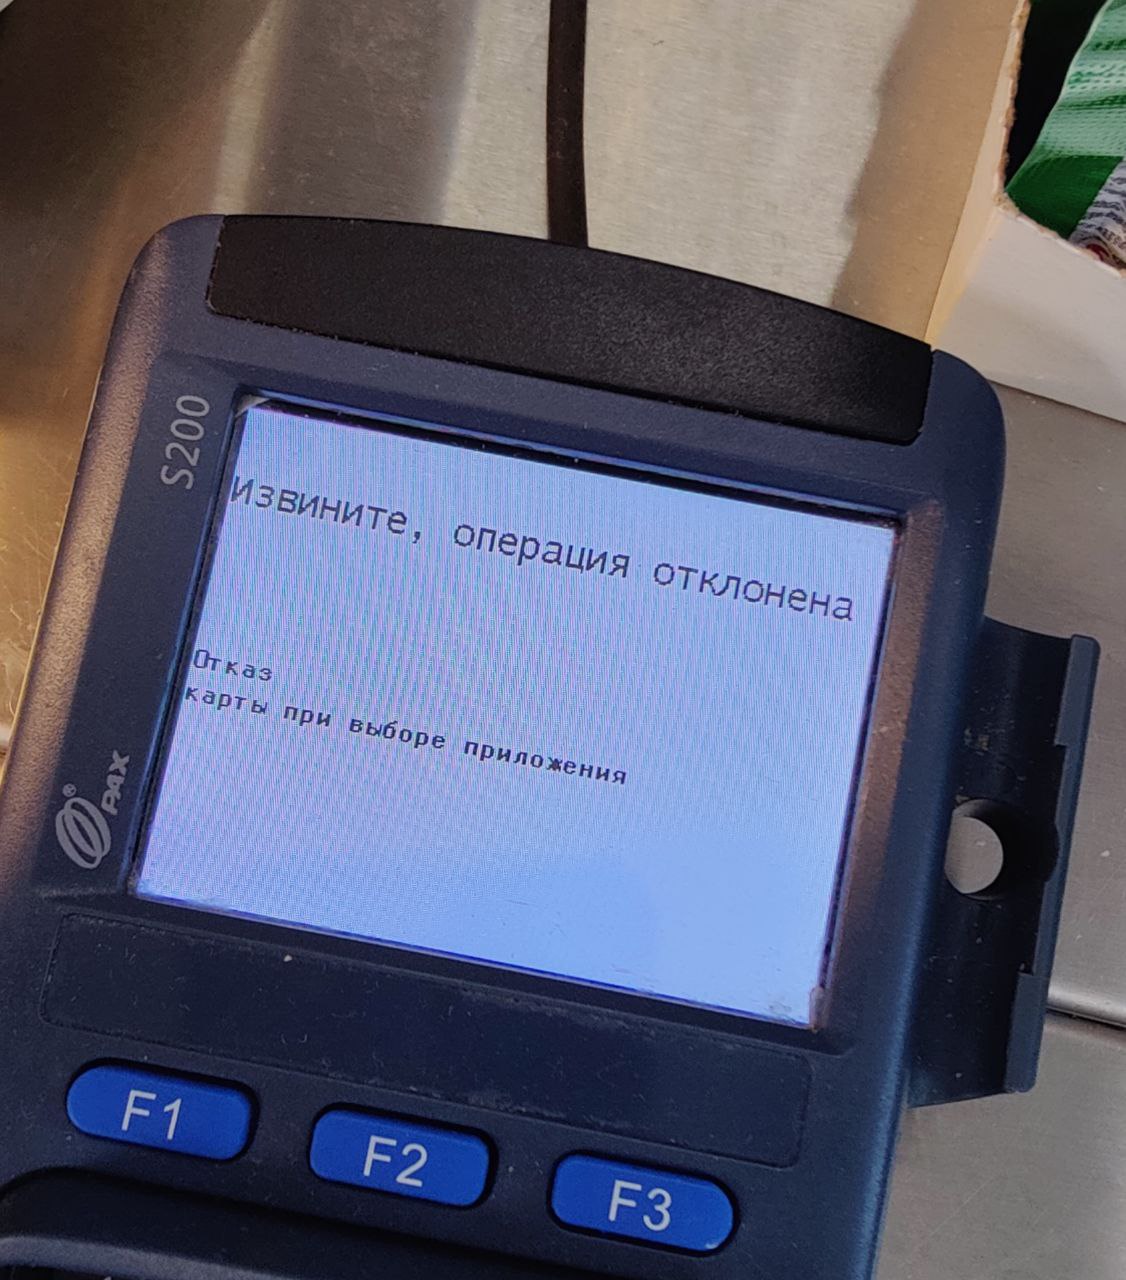 S200
извините, операция отклонена
Отказ
карты при выборе приложения
PAX®
F1
F2
F3